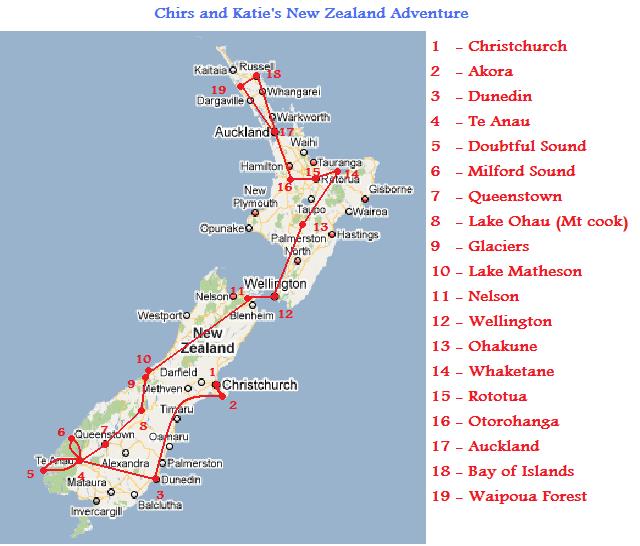 Chirs and Katie's New Zealand Adventure
Kaitaia
Russell
18
19
Whangarei
Dargaville
Warkworth
Auckland
17
Waihi
Hamilton
Tauranga
15
14
16
Rotorua
New
Plymouth
Gisborne
Taupo
Wairoa
Opunake
13
Hastings
Palmerston
North
Wellington
Nelson
11
12
Blenheim
Westport
New
Zealand
10
9
Darfield
1
Christchurch
Methven
2
Timaru
8
6
Queenstown
7
Oamaru
Te Anau
5
4
Alexandra
Palmerston
Mataura
Dunedin
3
Balclutha
Invercargill
1 - Christchurch
2 - Akora
3 - Dunedin
4 - Te Anau
5 - Doubtful Sound
6 - Milford Sound
7 - Queenstown
8 - Lake Ohau (Mt cook)
9 - Glaciers
10 - Lake Matheson
11 - Nelson
12 - Wellington
13 - Ohakune
14 - Whaketane
15 - Rototua
16 - Otorohanga
17 - Auckland
18 - Bay of Islands
19 - Waipoua Forest